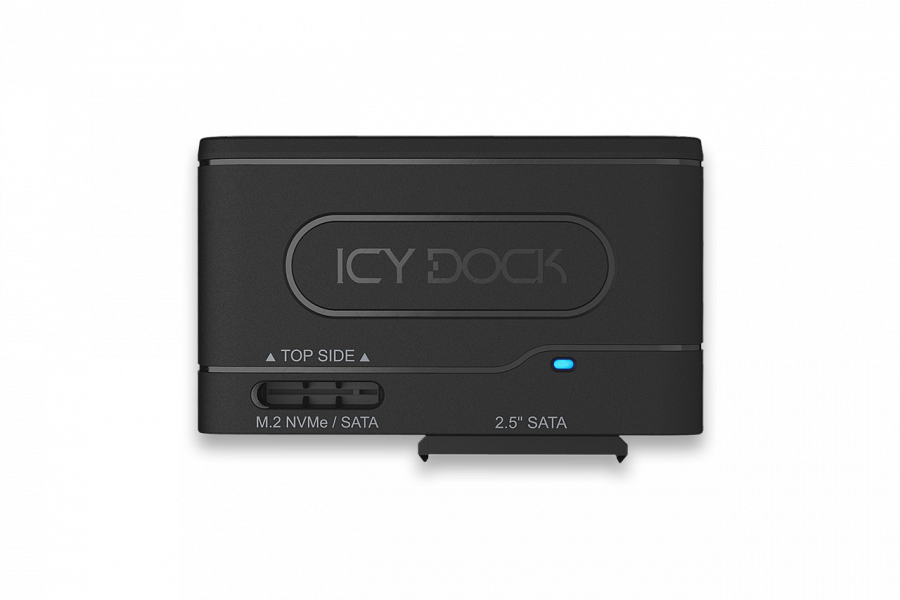 ICY DOCK
▲ TOP SIDE ▲
M.2 NVMe / SATA
2.5" SATA